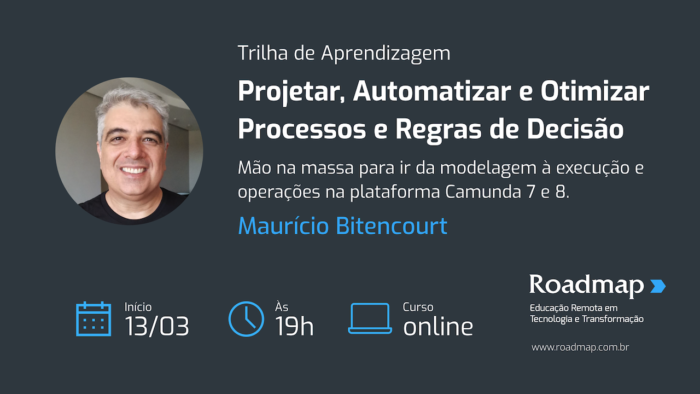 Trilha de Aprendizagem
Projetar, Automatizar e Otimizar
Processos e Regras de Decisão
Mão na massa para ir da modelagem à execução e
operações na plataforma Camunda 7 e 8.
Maurício Bitencourt
Início
13/03
Às
19h
Curso
online
Roadmap
Educação Remota em
Tecnologia e Transformação
www.roadmap.com.br